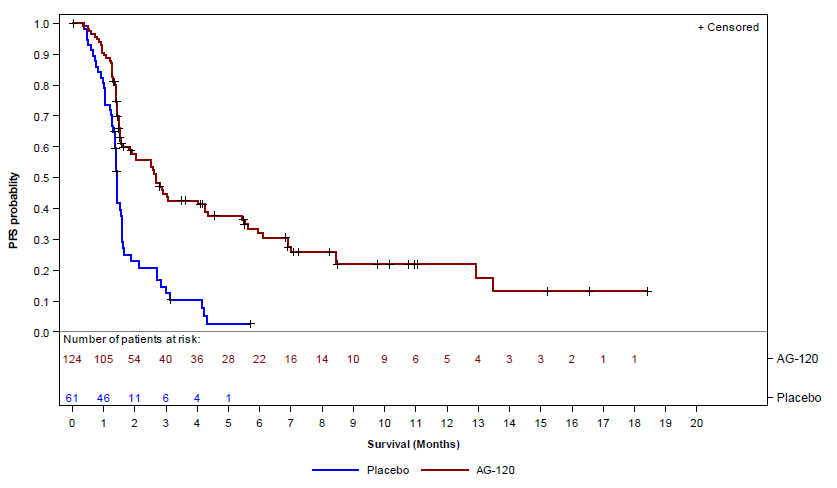 + Censored
1.0
0.9
0.8
0.7
0.6
0.5
0.4
0.3
0.2
0.1
0.0
PFS probablity
Number of patients at risk:
124 105 54 40 36 28 22 16 14 10 9 6 5 4 3 3 2 1 1 AG-120
61 46 11 6 4 1 Placebo
0 1 2 3 4 5 6 7 8 9 10 11 12 13 14 15 16 17 18 19 20
Survival (Months)
Placebo AG-120